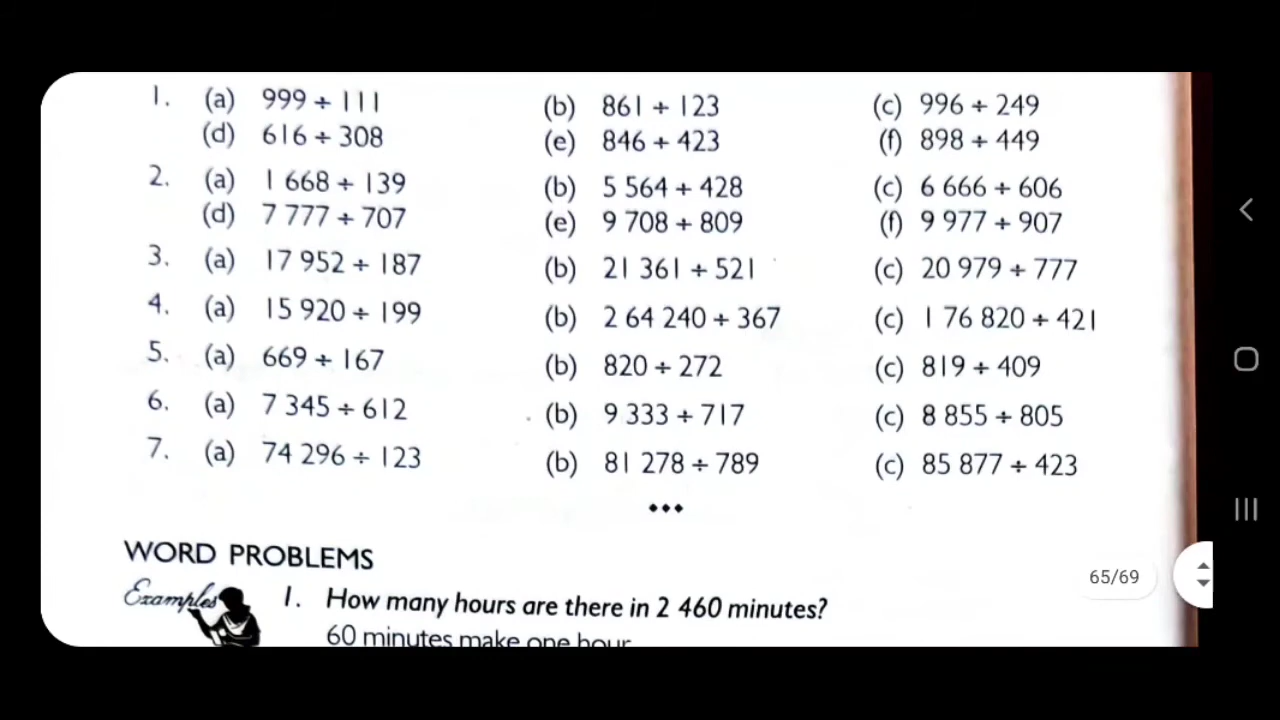 1. (a) 999 ÷ 111 (b) 861 ÷ 123 (c) 996 ÷ 249
(d) 616 ÷ 308 (e) 846 ÷ 423 (f) 898 ÷ 449
2. (a) 1 668 ÷ 139 (b) 5 564 ÷ 428 (c) 6 666 ÷ 606
(d) 7 777 ÷ 707 (e) 9 708 ÷ 809 (f) 9 977 ÷ 907
3. (a) 17 952 ÷ 187 (b) 21 361 ÷ 521 (c) 20 979 ÷ 777
4. (a) 15 920 ÷ 199 (b) 2 64 240 ÷ 367 (c) 1 76 820 ÷ 421
5. (a) 669 ÷ 167 (b) 820 ÷ 272 (c) 819 ÷ 409
6. (a) 7 345 ÷ 612 (b) 9 333 ÷ 717 (c) 8 855 ÷ 805
7. (a) 74 296 ÷ 123 (b) 81 278 ÷ 789 (c) 85 877 ÷ 423
•••
WORD PROBLEMS
65/69
Examples 1. How many hours are there in 2 460 minutes?
60 minutes make one hour